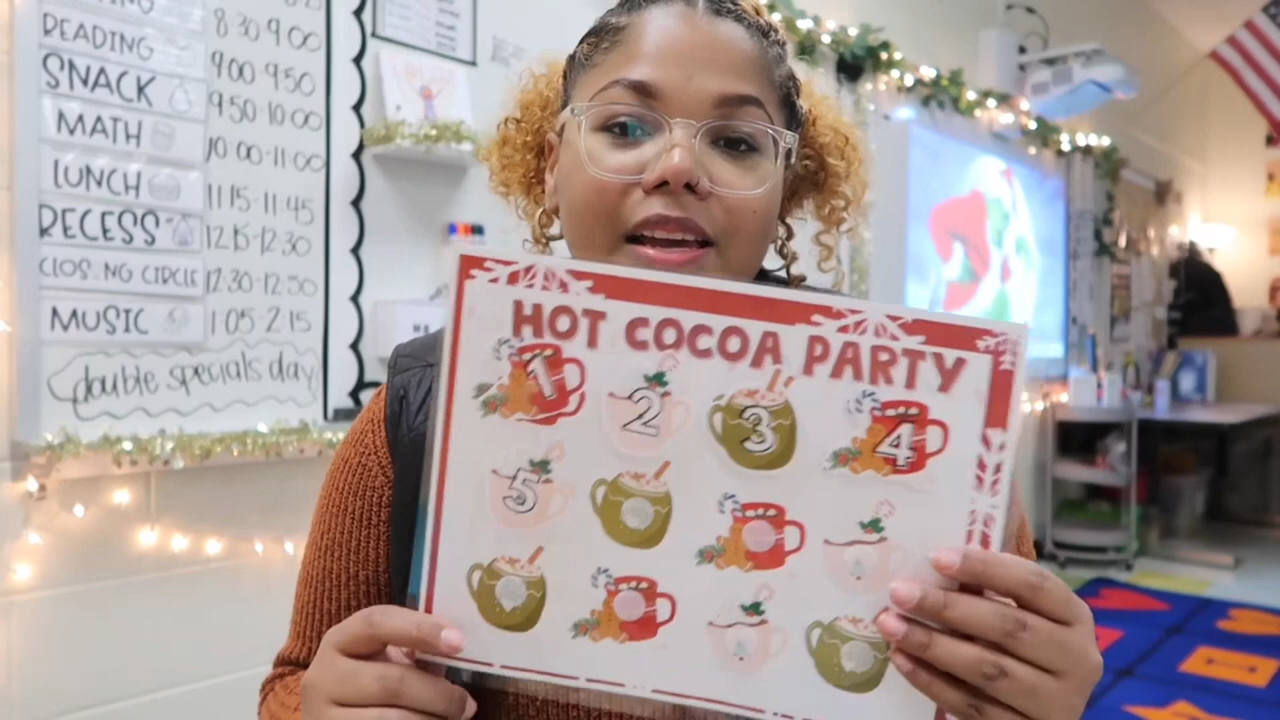 READING 8 30-9 00
SNACK 9 00-9 50
MATH 9 50-10 00
LUNCH 10 00-11:00
RECESS 11 15-11:45
CLOSING CIRCLE 12 15-12:30
MUSIC 12:30-12:50
1:05-2:15
double specials day
HOT COCOA PARTY
1 2 3 4
5